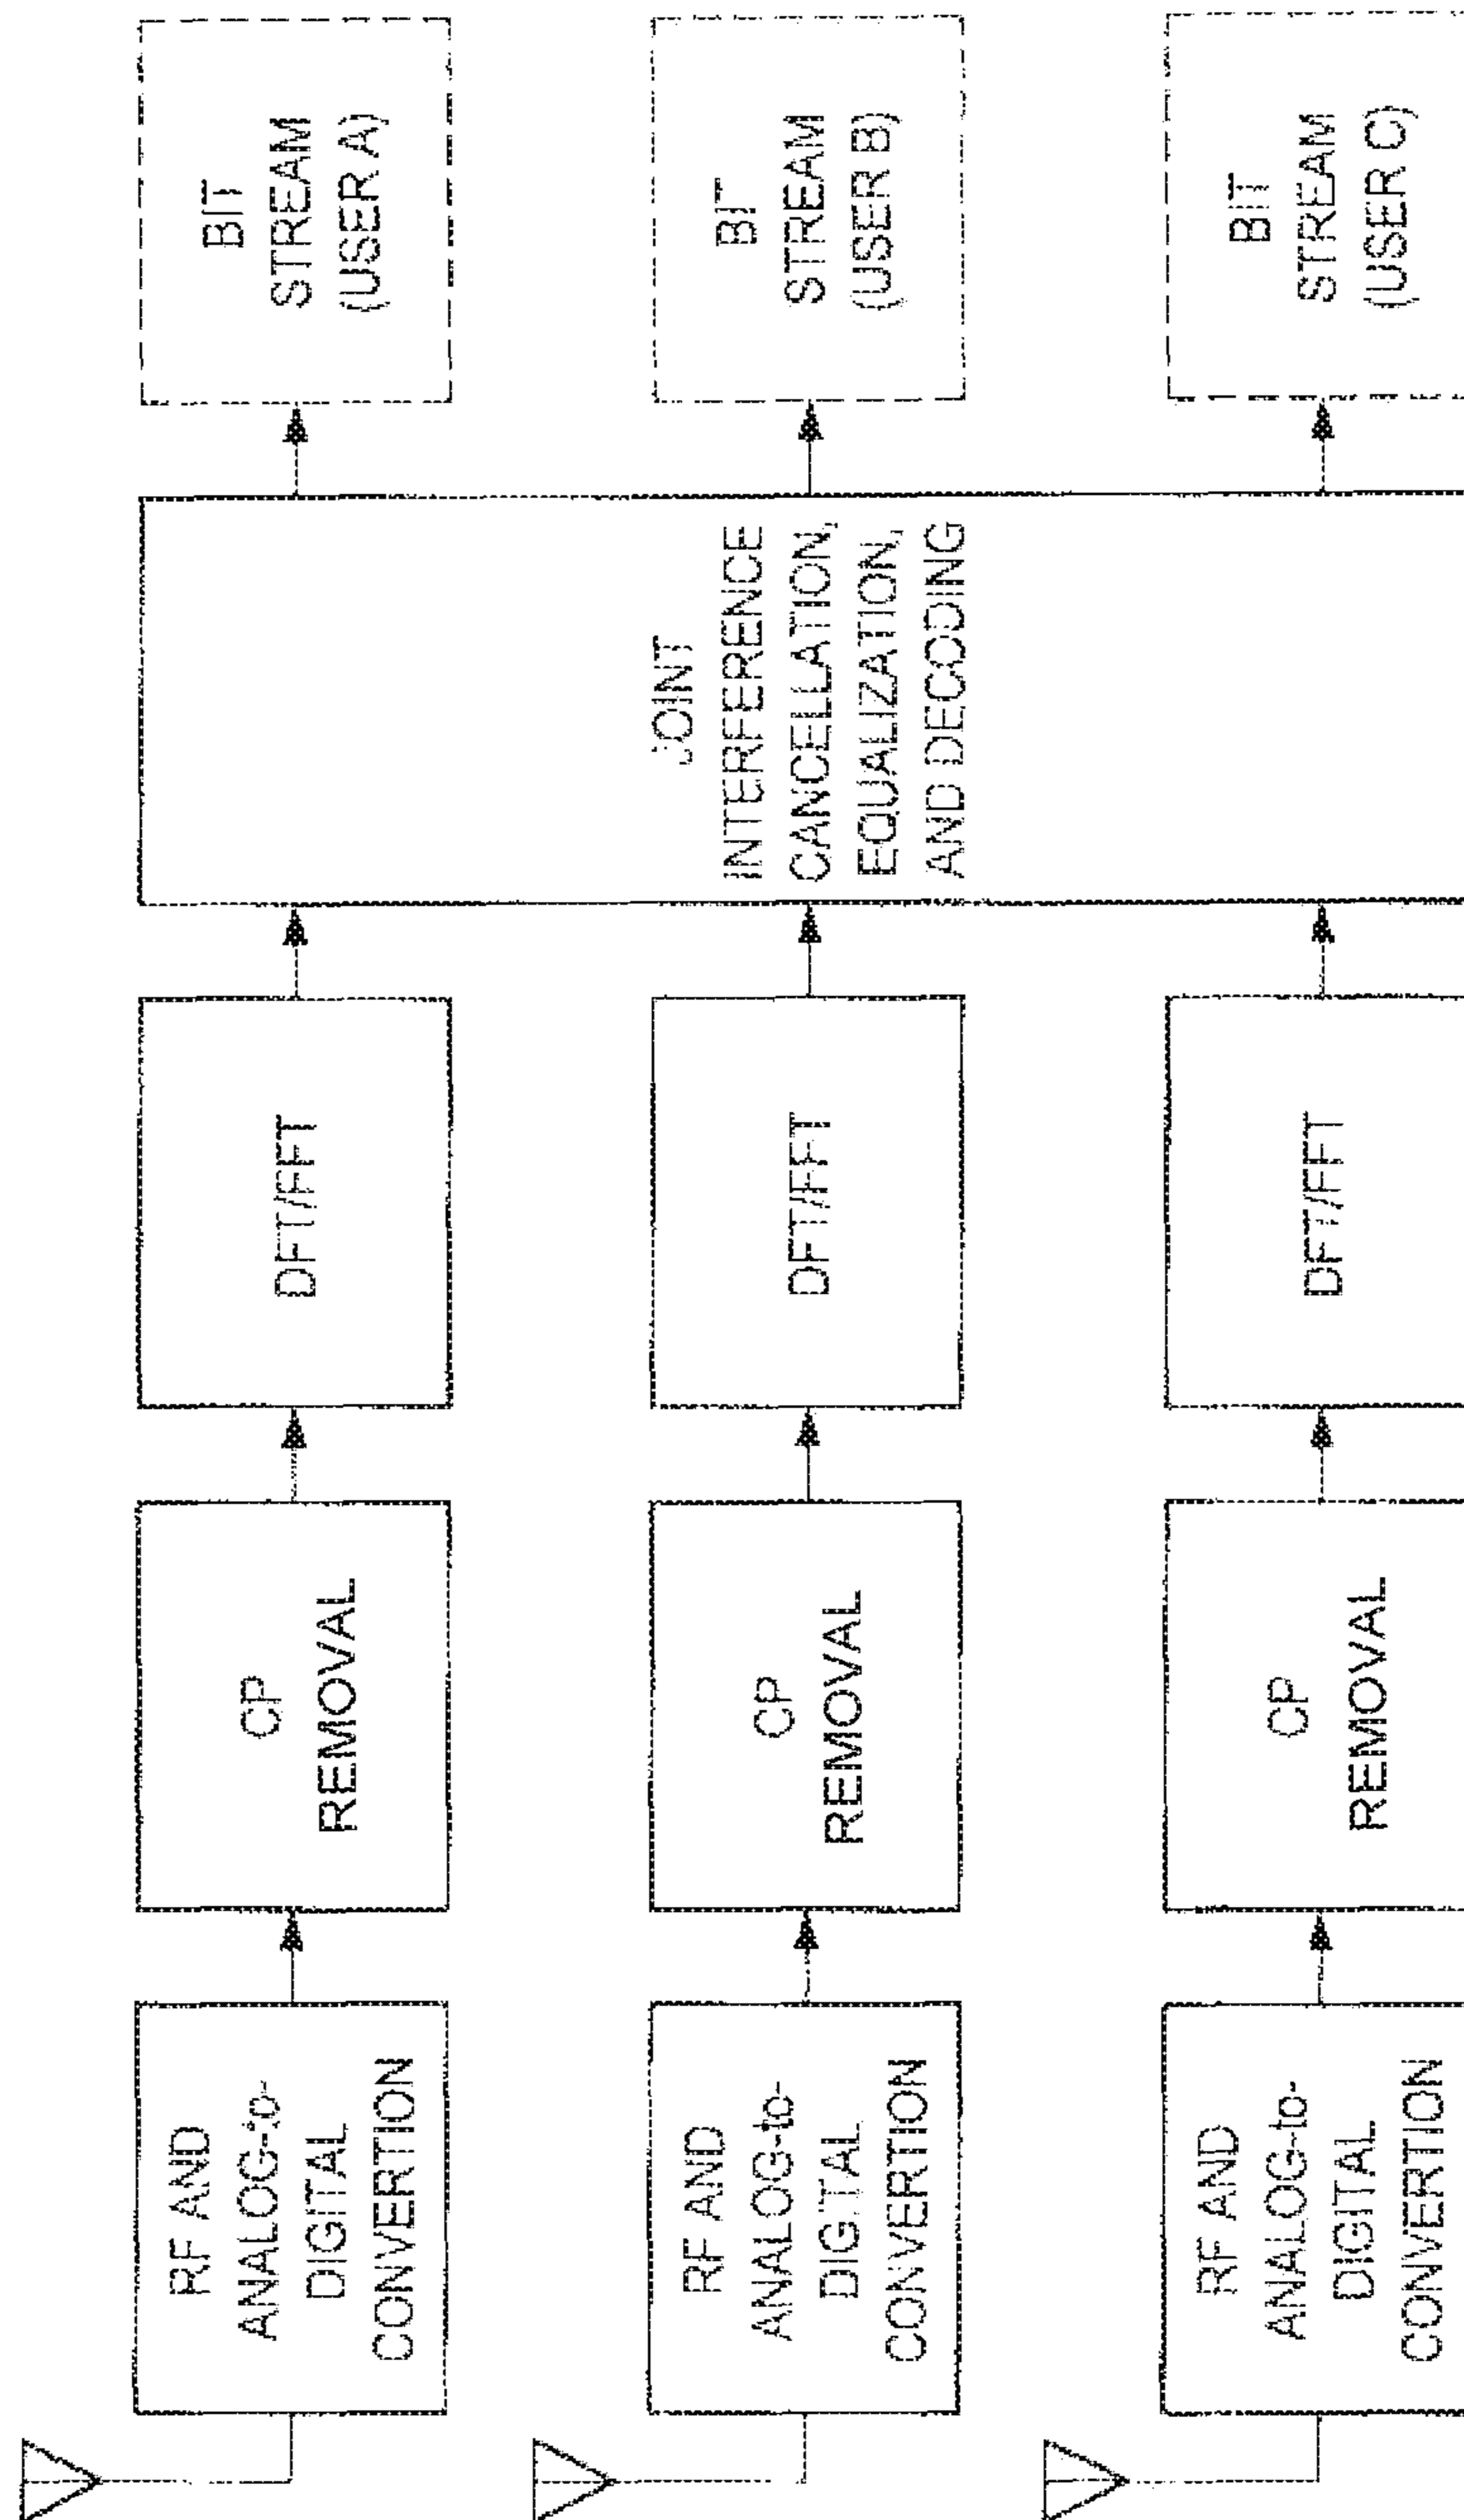 RF AND
ANALOG-to-
DIGITAL
CONVERTION
CP
REMOVAL
DFT/FFT
JOINT
INTERFERENCE
CANCELLATION,
EQUALIZATION,
AND DECODING
BIT
STREAM
(USER A)
RF AND
ANALOG-to-
DIGITAL
CONVERTION
CP
REMOVAL
DFT/FFT
BIT
STREAM
(USER B)
RF AND
ANALOG-to-
DIGITAL
CONVERTION
CP
REMOVAL
DFT/FFT
BIT
STREAM
(USER C)